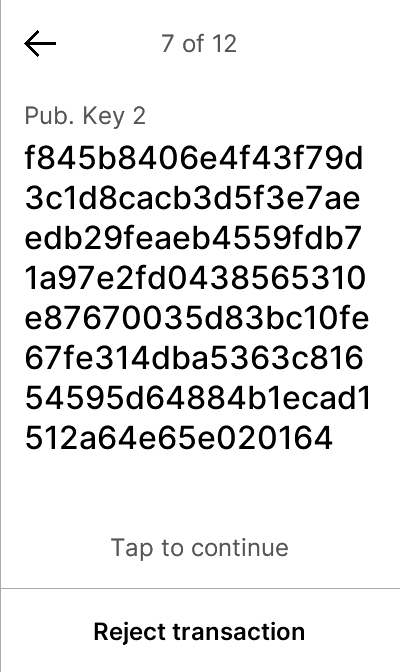 7 of 12
Pub. Key 2
f845b8406e4f43f79d
3c1d8cacb3d5f3e7ae
edb29feaeb4559fdb7
1a97e2fd0438565310
e87670035d83bc10fe
67fe314dba5363c816
54595d64884b1ecad1
512a64e65e020164
Tap to continue
Reject transaction